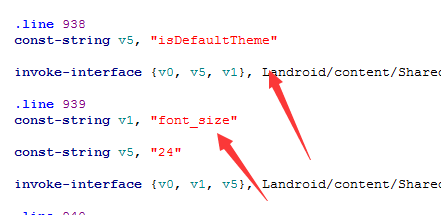 .line 938
const-string v5, "isDefaultTheme"
invoke-interface {v0, v5, v1}, Landroid/content/Shared
.line 939
const-string v1, "font_size"
const-string v5, "24"
invoke-interface {v0, v1, v5}, Landroid/content/Shared
.line 940